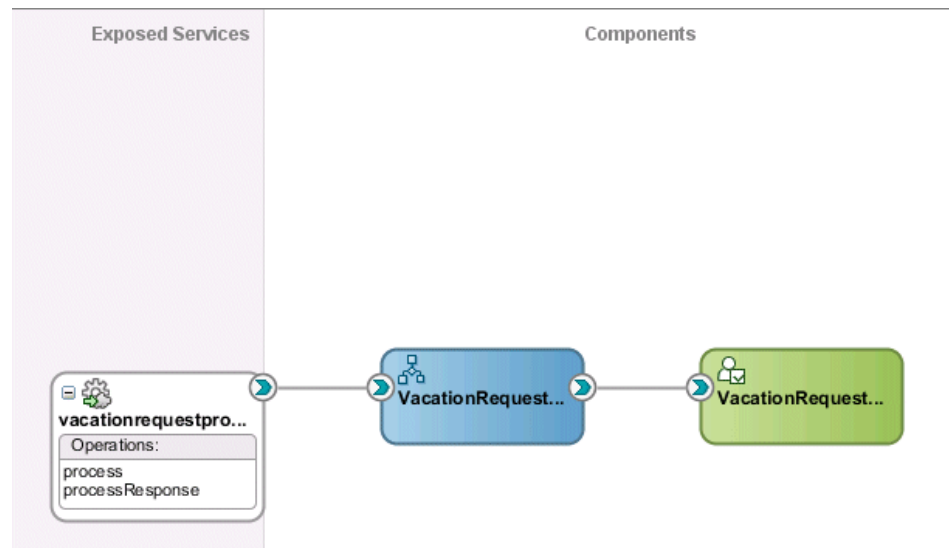 Exposed Services
Components
vacationrequestpro...
Operations:
process
processResponse
VacationRequest...
VacationRequest...